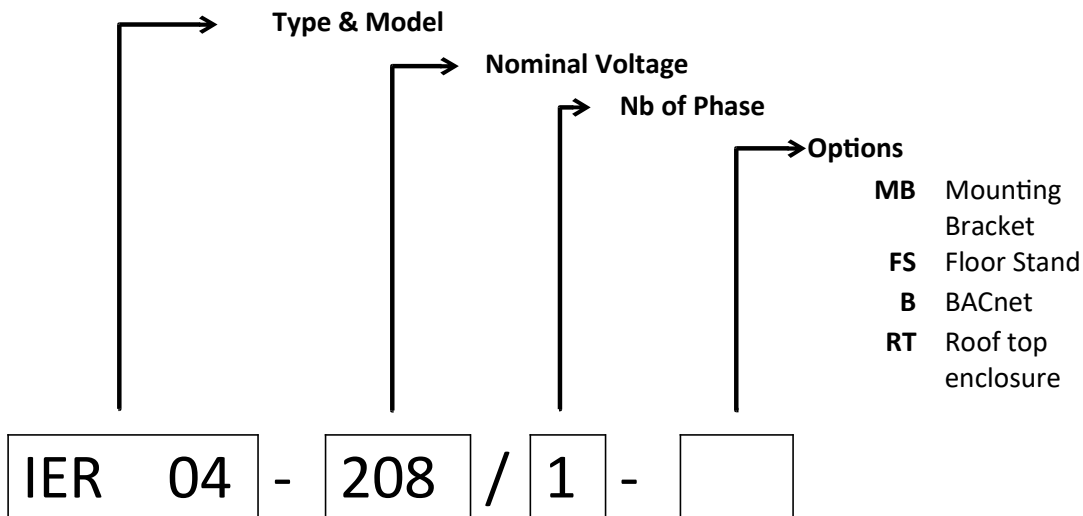 Type & Model
Nominal Voltage
Nb of Phase
Options
MB Mounting
Bracket
FS Floor Stand
B BACnet
RT Roof top
enclosure
IER 04 - 208 / 1 -